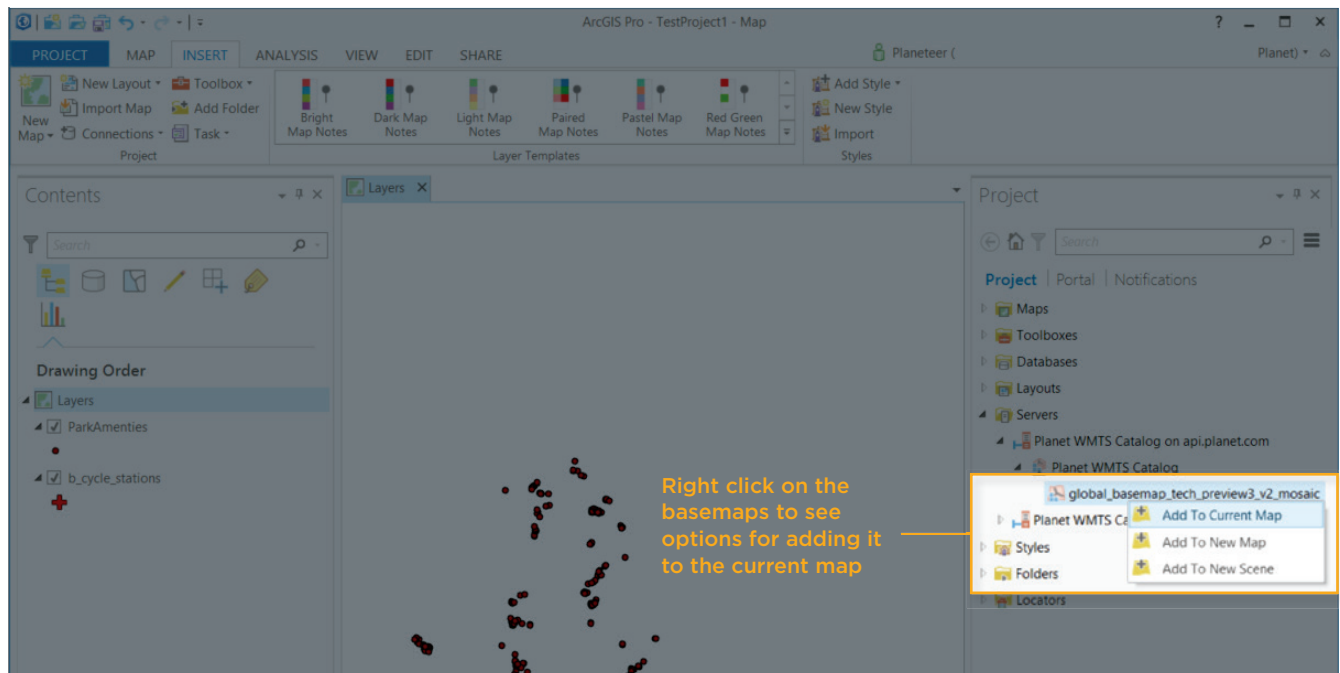 ArcGIS Pro - TestProject1 - Map
?
PROJECT MAP INSERT ANALYSIS VIEW EDIT SHARE
Planeteer (
Planet)
New Map
New Layout
Import Map
Connections
Toolbox
Add Folder
Task
Project
Bright Map Notes
Dark Map Notes
Light Map Notes
Paired Map Notes
Pastel Map Notes
Red Green Map Notes
Layer Templates
Add Style
New Style
Import
Styles
Contents
Search
Drawing Order
Layers
ParkAmenties
b_cycle_stations
Layers
Right click on the
basemaps to see
options for adding it
to the current map
Project
Search
Project | Portal | Notifications
Maps
Toolboxes
Databases
Layouts
Servers
Planet WMTS Catalog on api.planet.com
Planet WMTS Catalog
global_basemap_tech_preview3_v2_mosaic
Planet WMTS Ca
Add To Current Map
Add To New Map
Add To New Scene
Styles
Folders
Locators